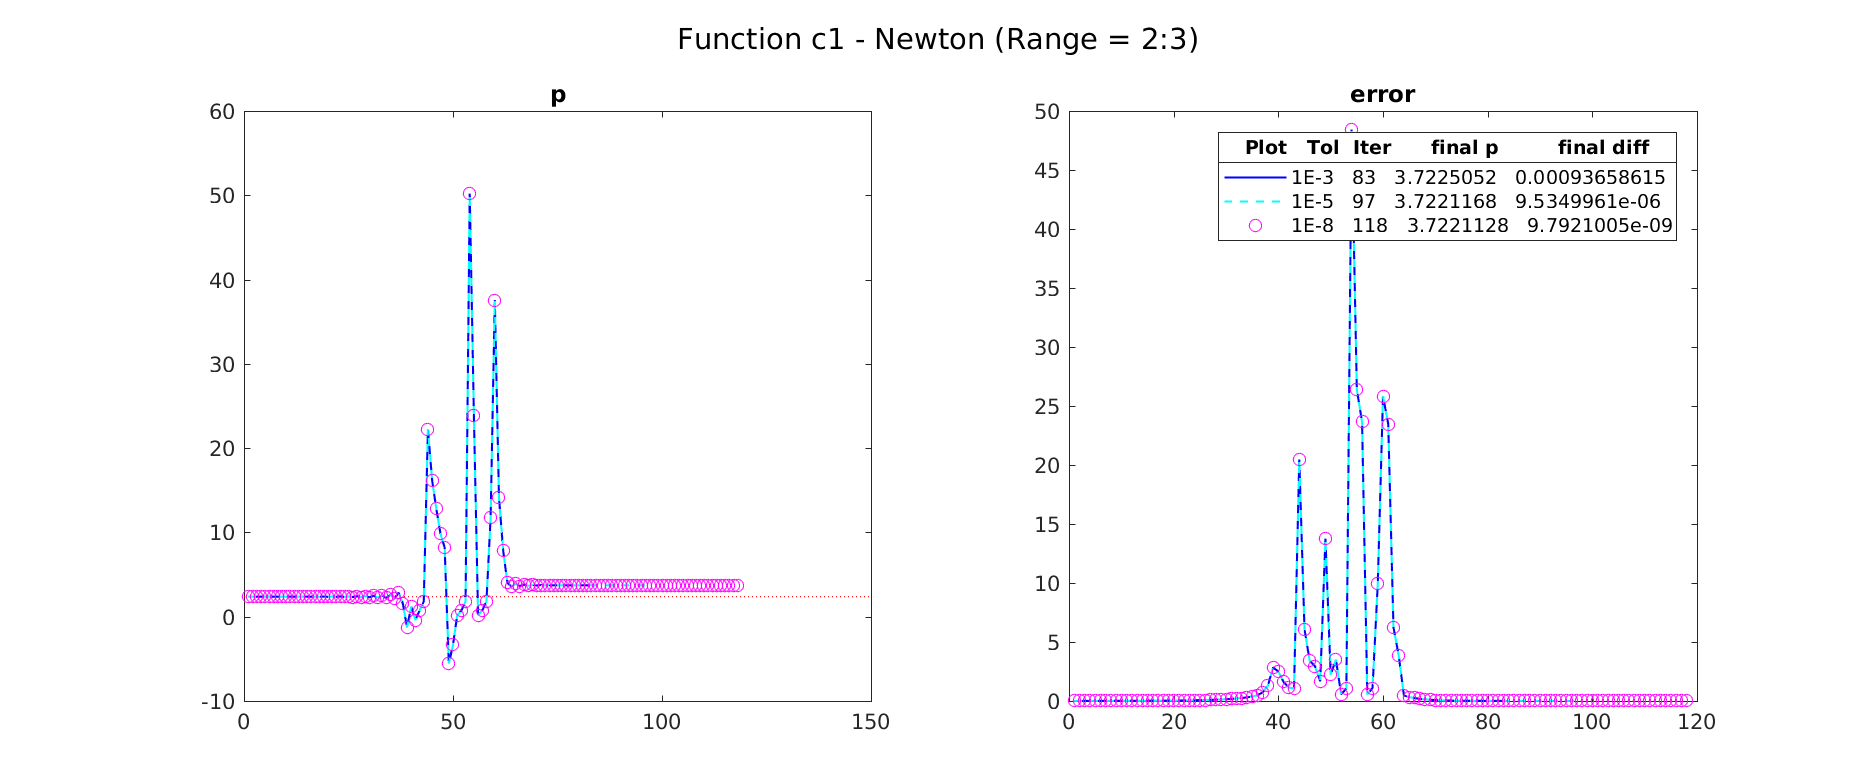 Function c1 - Newton (Range = 2:3)
p
60
50
40
30
20
10
0
-10
0 50 100 150
error
50
45
40
35
30
25
20
15
10
5
0
0 20 40 60 80 100 120
Plot Tol Iter final p final diff
1E-3 83 3.7225052 0.00093658615
1E-5 97 3.7221168 9.5349961e-06
1E-8 118 3.7221128 9.7921005e-09